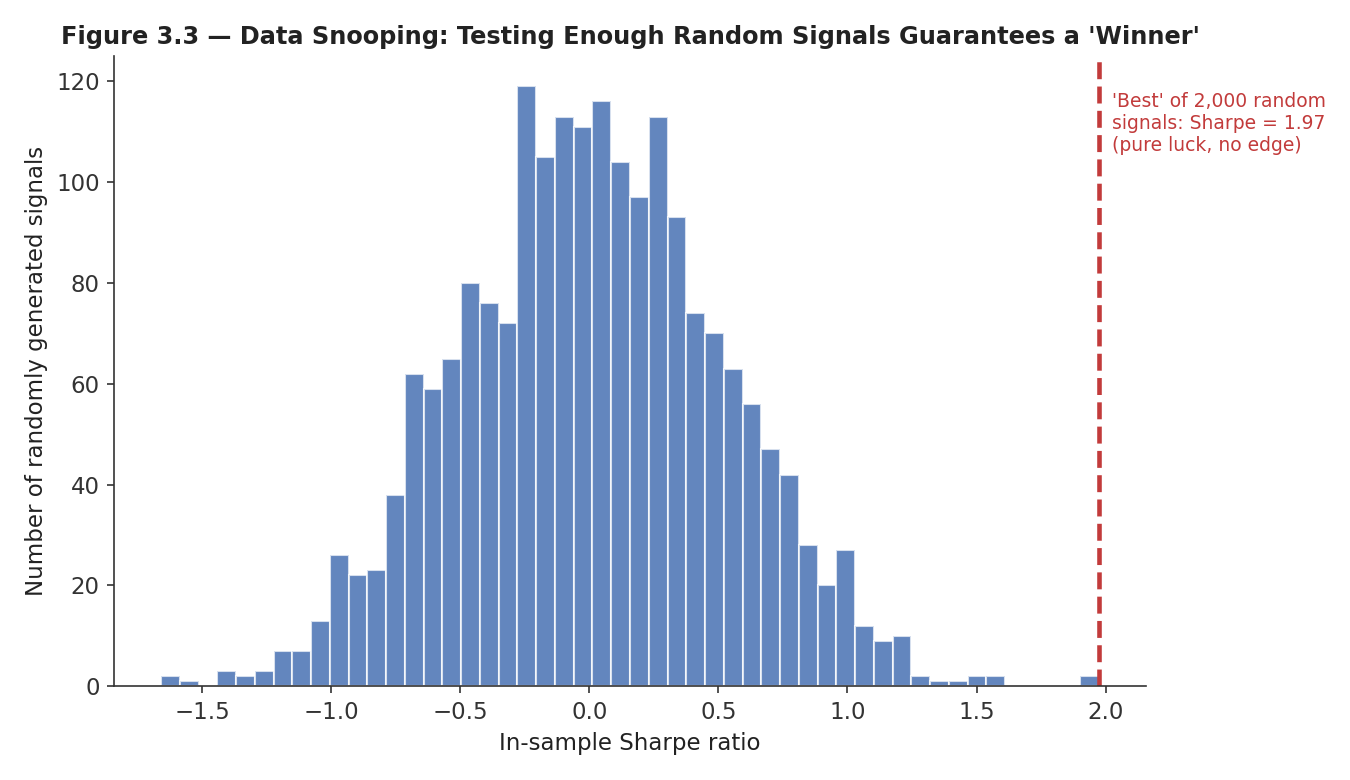 Figure 3.3 — Data Snooping: Testing Enough Random Signals Guarantees a 'Winner'
120
100
80
60
40
20
0
Number of randomly generated signals
'Best' of 2,000 random
signals: Sharpe = 1.97
(pure luck, no edge)
−1.5 −1.0 −0.5 0.0 0.5 1.0 1.5 2.0
In-sample Sharpe ratio